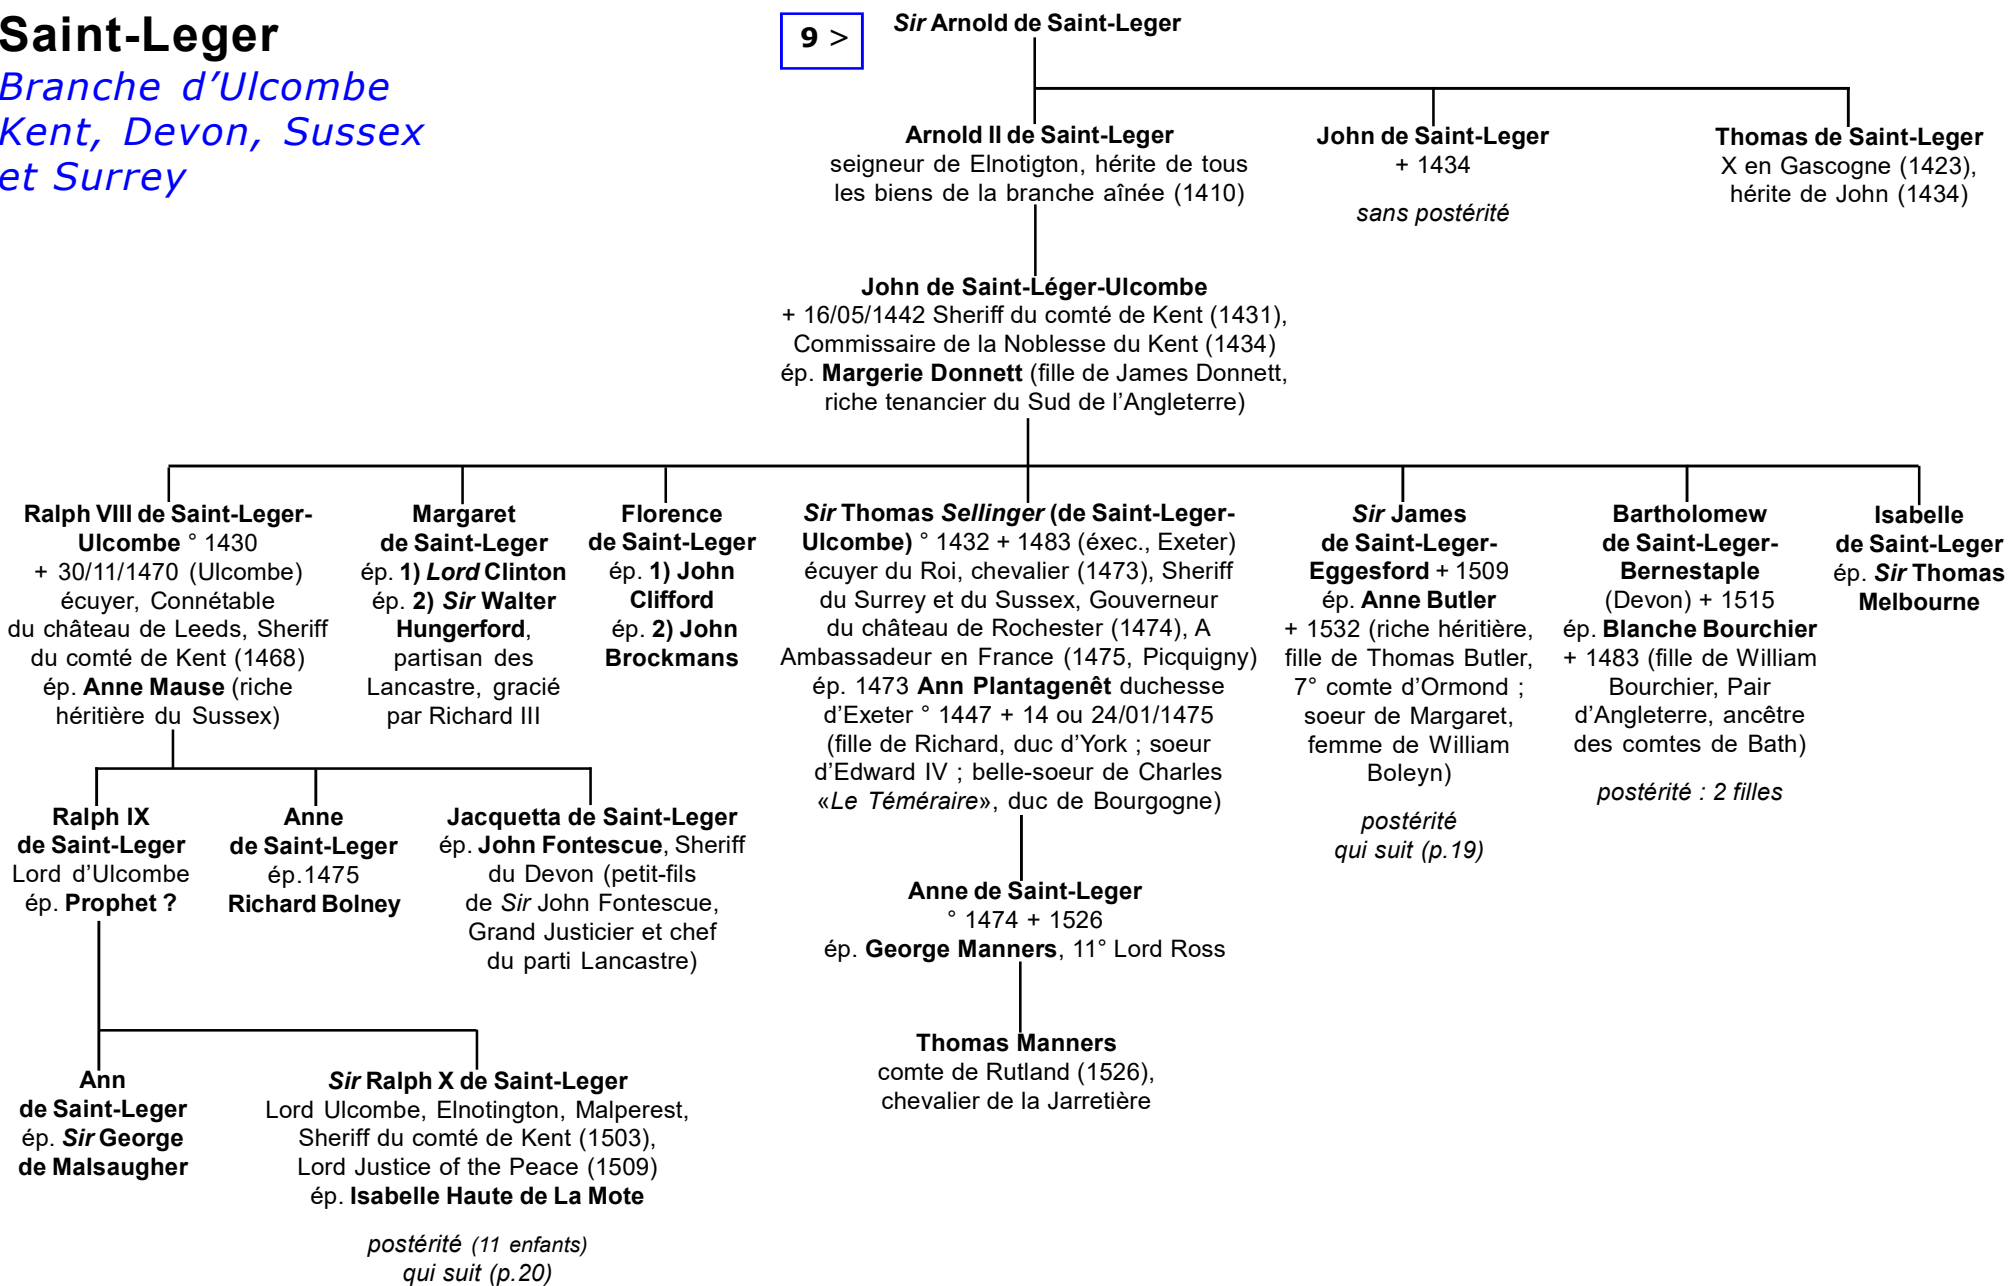 Saint-Leger
Branche d’Ulcombe
Kent, Devon, Sussex
et Surrey
9 >
Sir Arnold de Saint-Leger
Arnold II de Saint-Leger
seigneur de Elnotigton, hérite de tous
les biens de la branche aînée (1410)
John de Saint-Leger
+ 1434
sans postérité
Thomas de Saint-Leger
X en Gascogne (1423),
hérite de John (1434)
John de Saint-Léger-Ulcombe
+ 16/05/1442 Sheriff du comté de Kent (1431),
Commissaire de la Noblesse du Kent (1434)
ép. Margerie Donnett (fille de James Donnett,
riche tenancier du Sud de l’Angleterre)
Ralph VIII de Saint-Leger-
Ulcombe ° 1430
+ 30/11/1470 (Ulcombe)
écuyer, Connétable
du château de Leeds, Sheriff
du comté de Kent (1468)
ép. Anne Mause (riche
héritière du Sussex)
Margaret
de Saint-Leger
ép. 1) Lord Clinton
ép. 2) Sir Walter
Hungerford,
partisan des
Lancastre, gracié
par Richard III
Florence
de Saint-Leger
ép. 1) John
Clifford
ép. 2) John
Brockmans
Sir Thomas Sellinger (de Saint-Leger-
Ulcombe) ° 1432 + 1483 (éxec., Exeter)
écuyer du Roi, chevalier (1473), Sheriff
du Surrey et du Sussex, Gouverneur
du château de Rochester (1474), A
Ambassadeur en France (1475, Picquigny)
ép. 1473 Ann Plantagenêt duchesse
d’Exeter ° 1447 + 14 ou 24/01/1475
(fille de Richard, duc d’York ; soeur
d’Edward IV ; belle-soeur de Charles
«Le Téméraire», duc de Bourgogne)
Sir James
de Saint-Leger-
Eggesford + 1509
ép. Anne Butler
+ 1532 (riche héritière,
fille de Thomas Butler,
7° comte d’Ormond ;
soeur de Margaret,
femme de William
Boleyn)
postérité
qui suit (p.19)
Bartholomew
de Saint-Leger-
Bernestaple
(Devon) + 1515
ép. Blanche Bourchier
+ 1483 (fille de William
Bourchier, Pair
d’Angleterre, ancêtre
des comtes de Bath)
postérité : 2 filles
Isabelle
de Saint-Leger
ép. Sir Thomas
Melbourne
Ralph IX
de Saint-Leger
Lord d’Ulcombe
ép. Prophet ?
Anne
de Saint-Leger
ép.1475
Richard Bolney
Jacquetta de Saint-Leger
ép. John Fontescue, Sheriff
du Devon (petit-fils
de Sir John Fontescue,
Grand Justicier et chef
du parti Lancastre)
Anne de Saint-Leger
° 1474 + 1526
ép. George Manners, 11° Lord Ross
Thomas Manners
comte de Rutland (1526),
chevalier de la Jarretière
Ann
de Saint-Leger
ép. Sir George
de Malsaugher
Sir Ralph X de Saint-Leger
Lord Ulcombe, Elnotington, Malperest,
Sheriff du comté de Kent (1503),
Lord Justice of the Peace (1509)
ép. Isabelle Haute de La Mote
postérité (11 enfants)
qui suit (p.20)